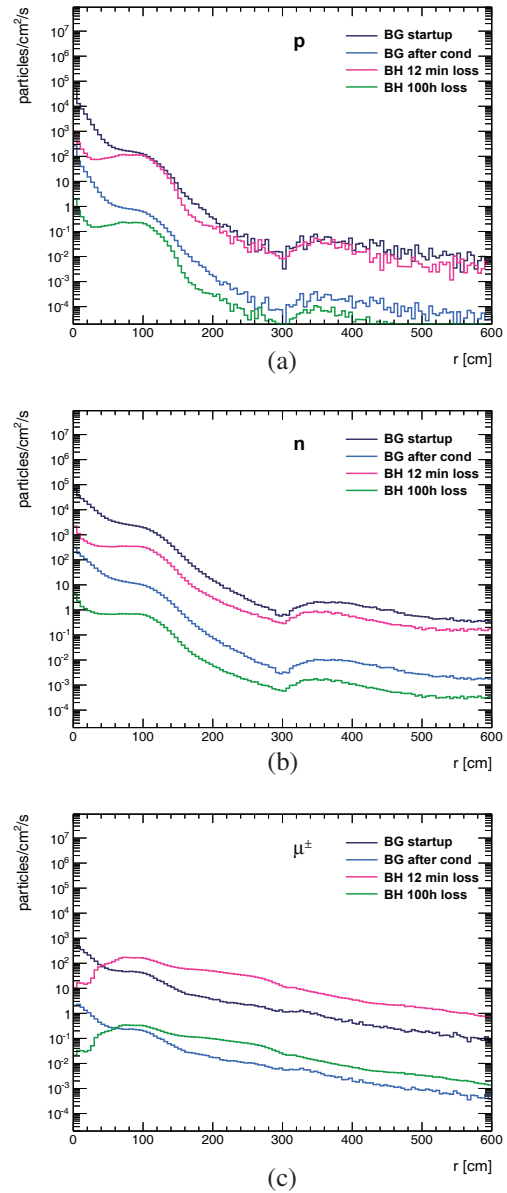 particles/cm²/s
10⁷
10⁶
10⁵
10⁴
10³
10²
10
1
10⁻¹
10⁻²
10⁻³
10⁻⁴
p
BG startup
BG after cond
BH 12 min loss
BH 100h loss
0 100 200 300 400 500 600
r [cm]
(a)
particles/cm²/s
10⁷
10⁶
10⁵
10⁴
10³
10²
10
1
10⁻¹
10⁻²
10⁻³
10⁻⁴
n
BG startup
BG after cond
BH 12 min loss
BH 100h loss
0 100 200 300 400 500 600
r [cm]
(b)
particles/cm²/s
10⁷
10⁶
10⁵
10⁴
10³
10²
10
1
10⁻¹
10⁻²
10⁻³
10⁻⁴
μ±
BG startup
BG after cond
BH 12 min loss
BH 100h loss
0 100 200 300 400 500 600
r [cm]
(c)